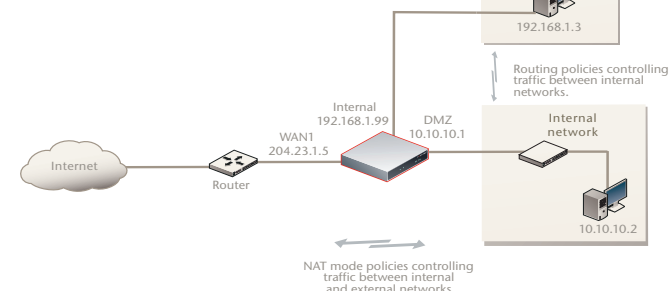 192.168.1.3
Routing policies controlling
traffic between internal
networks.
Internal
192.168.1.99
DMZ
10.10.10.1
Internal
network
WAN1
204.23.1.5
Internet
Router
10.10.10.2
NAT mode policies controlling
traffic between internal
and external networks